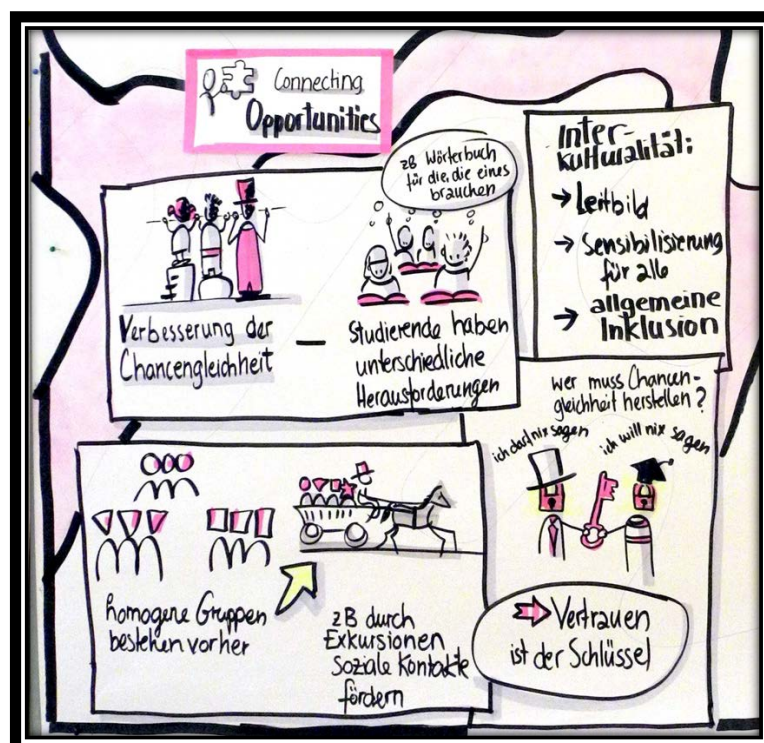 Connecting
Opportunities
zB Wörterbuch
für die, die eines
brauchen
Verbesserung der
Chancengleichheit
—
Studierende haben
unterschiedliche
Herausforderungen
Inter-
kulturalität:
→ Leitbild
→ Sensibilisierung
für alle
→ allgemeine
Inklusion
homogene Gruppen
bestehen vorher
zB durch
Exkursionen
Soziale Kontakte
fördern
wer muss Chancen-
gleichheit herstellen?
ich darf nix sagen
ich will nix sagen
Vertrauen
ist der Schlüssel